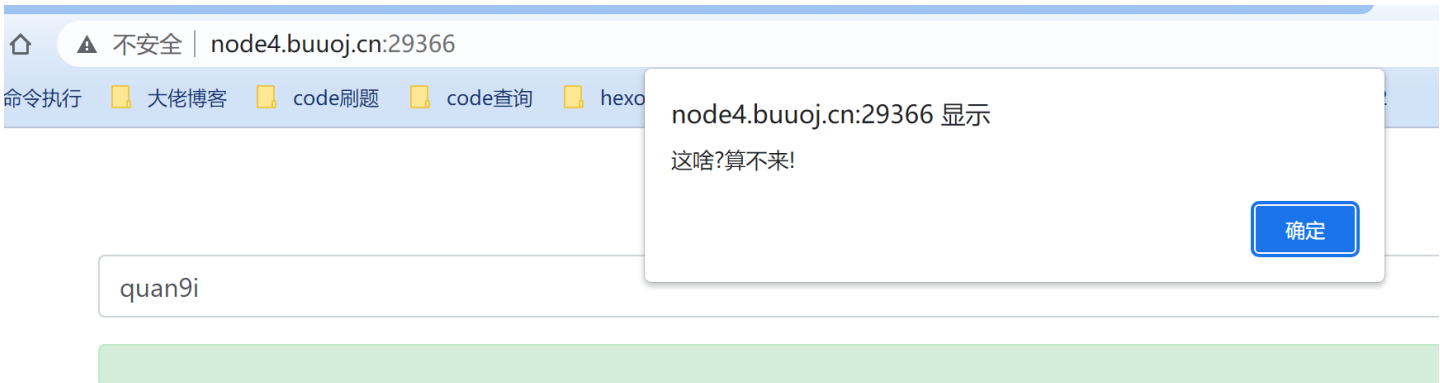 不安全 node4.buuoj.cn:29366
命令执行 大佬博客 code刷题 code查询 hexo
node4.buuoj.cn:29366 显示
这啥?算不来!
确定
quan9i